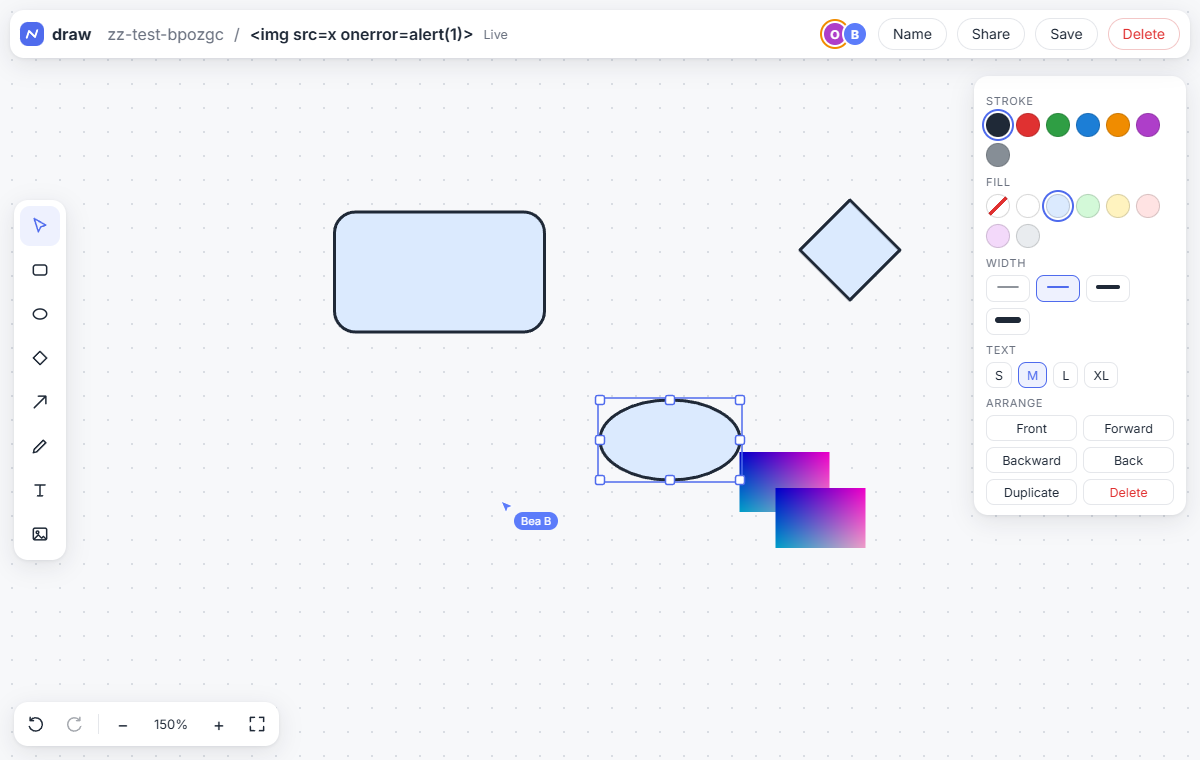 draw zz-test-bpozgc / <img src=x onerror=alert(1)> Live O B Name Share Save Delete
STROKE
FILL
WIDTH
TEXT
S M L XL
ARRANGE
Front Forward
Backward Back
Duplicate Delete
Bea B
− 150% +